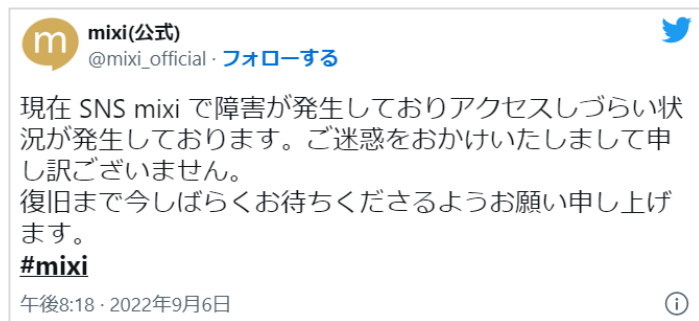 m
mixi(公式)
@mixi_official · フォローする
現在 SNS mixi で障害が発生しておりアクセスしづらい状
況が発生しております。ご迷惑をおかけいたしまして申
し訳ございません。
復旧まで今しばらくお待ちくださるようお願い申し上げ
ます。
#mixi
午後8:18 · 2022年9月6日